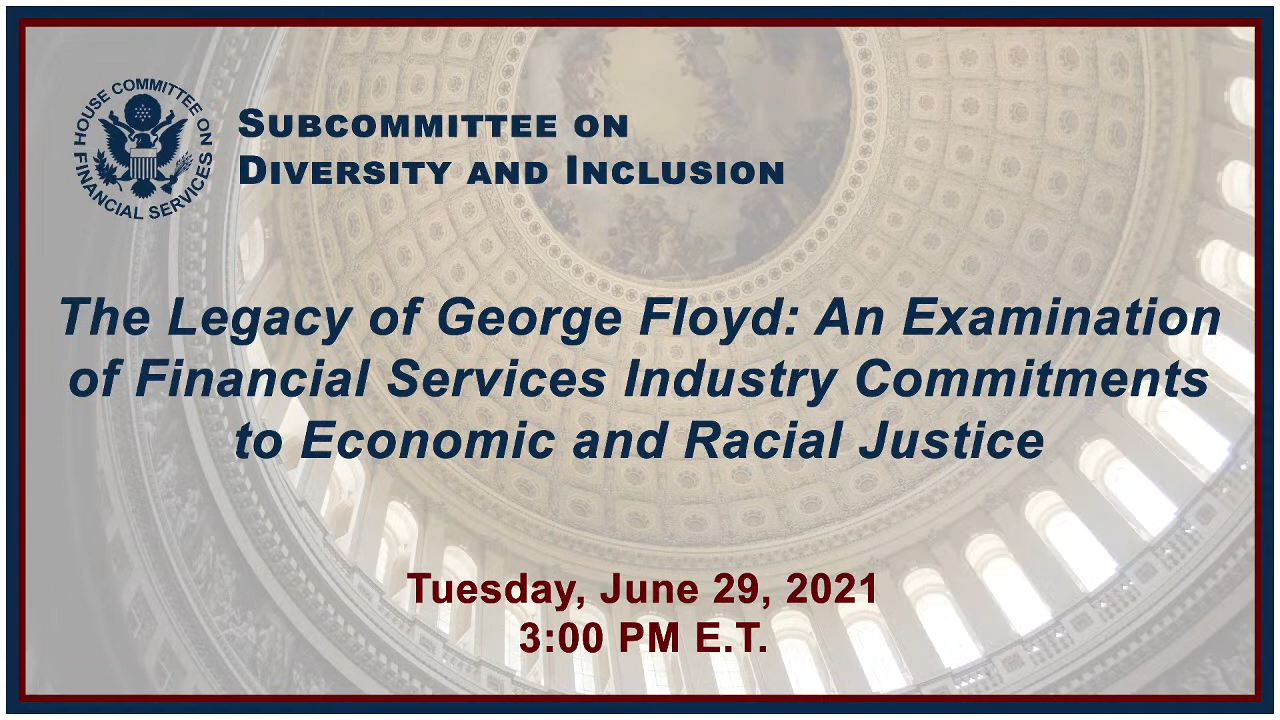 HOUSE COMMITTEE ON
FINANCIAL SERVICES
SUBCOMMITTEE ON
DIVERSITY AND INCLUSION
The Legacy of George Floyd: An Examination
of Financial Services Industry Commitments
to Economic and Racial Justice
Tuesday, June 29, 2021
3:00 PM E.T.